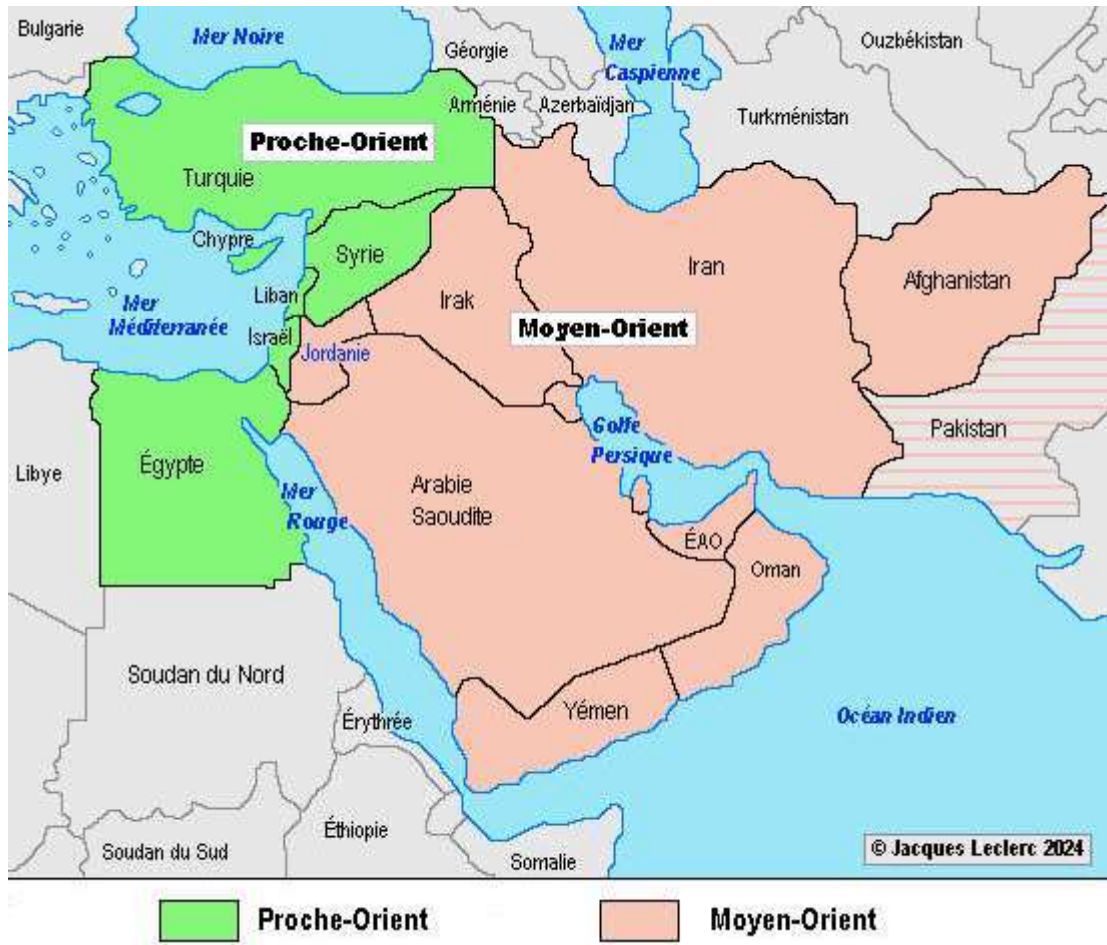 Bulgarie
Mer Noire
Géorgie
Mer
Caspienne
Ouzbékistan
Arménie
Azerbaïdjan
Turkménistan
Proche-Orient
Turquie
Chypre
Syrie
Iran
Afghanistan
Liban
Irak
Mer
Méditerranée
Moyen-Orient
Israël
Jordanie
Golfe
Persique
Pakistan
Libye
Égypte
Mer
Rouge
Arabie
Saoudite
ÉAO
Oman
Soudan du Nord
Érythrée
Yémen
Océan Indien
Éthiopie
Soudan du Sud
Somalie
© Jacques Leclerc 2024
Proche-Orient
Moyen-Orient